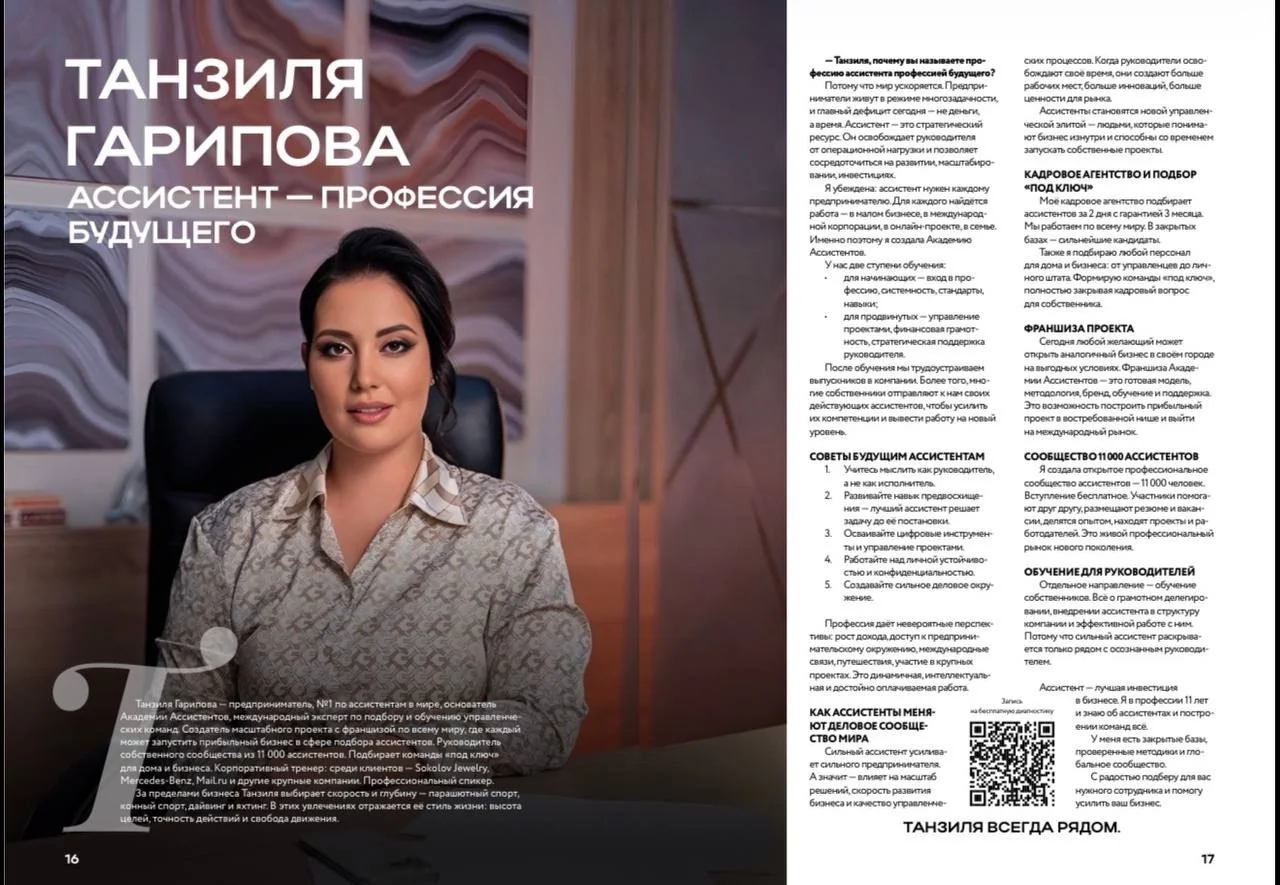 ТАНЗИЛЯ
ГАРИПОВА
АССИСТЕНТ — ПРОФЕССИЯ
БУДУЩЕГО
Т
Танзиля Гарипова — предприниматель, №1 по ассистентам в мире, основатель
Академии Ассистентов, международный эксперт по подбору и обучению управленче-
ских команд. Создатель масштабного проекта с франшизой по всему миру, где каждый
может запустить прибыльный бизнес в сфере подбора ассистентов. Руководитель
собственного сообщества из 11 000 ассистентов. Подбирает команды «под ключ»
для дома и бизнеса. Корпоративный тренер: среди клиентов — Sokolov Jewelry,
Mercedes-Benz, Mail.ru и другие крупные компании. Профессиональный спикер.
За пределами бизнеса Танзиля выбирает скорость и глубину — парашютный спорт,
конный спорт, дайвинг и яхтинг. В этих увлечениях отражается её стиль жизни: высота
целей, точность действий и свобода движения.
16
— Танзиля, почему вы называете про-
фессию ассистента профессией будущего?
Потому что мир ускоряется. Предпри-
ниматели живут в режиме многозадачности,
и главный дефицит сегодня — не деньги,
а время. Ассистент — это стратегический
ресурс. Он освобождает руководителя
от операционной нагрузки и позволяет
сосредоточиться на развитии, масштабиро-
вании, инвестициях.
Я убеждена: ассистент нужен каждому
предпринимателю. Для каждого найдётся
работа — в малом бизнесе, в международ-
ной корпорации, в онлайн-проекте, в семье.
Именно поэтому я создала Академию
Ассистентов.
У нас две ступени обучения:
· для начинающих — вход в про-
фессию, системность, стандарты,
навыки;
· для продвинутых — управление
проектами, финансовая грамот-
ность, стратегическая поддержка
руководителя.
После обучения мы трудоустраиваем
выпускников в компании. Более того, мно-
гие собственники отправляют к нам своих
действующих ассистентов, чтобы усилить
их компетенции и вывести работу на новый
уровень.
СОВЕТЫ БУДУЩИМ АССИСТЕНТАМ
1. Учитесь мыслить как руководитель,
а не как исполнитель.
2. Развивайте навык предвосхище-
ния — лучший ассистент решает
задачу до её постановки.
3. Осваивайте цифровые инструмен-
ты и управление проектами.
4. Работайте над личной устойчиво-
стью и конфиденциальностью.
5. Создавайте сильное деловое окру-
жение.
Профессия даёт невероятные перспек-
тивы: рост дохода, доступ к предприни-
мательскому окружению, международные
связи, путешествия, участие в крупных
проектах. Это динамичная, интеллектуаль-
ная и достойно оплачиваемая работа.
КАК АССИСТЕНТЫ МЕНЯ-
ЮТ ДЕЛОВОЕ СООБЩЕ-
СТВО МИРА
Сильный ассистент усилива-
ет сильного предпринимателя.
А значит — влияет на масштаб
решений, скорость развития
бизнеса и качество управленче-
ских процессов. Когда руководители осво-
бождают своё время, они создают больше
рабочих мест, больше инноваций, больше
ценности для рынка.
Ассистенты становятся новой управлен-
ческой элитой — людьми, которые понима-
ют бизнес изнутри и способны со временем
запускать собственные проекты.
КАДРОВОЕ АГЕНТСТВО И ПОДБОР
«ПОД КЛЮЧ»
Моё кадровое агентство подбирает
ассистентов за 2 дня с гарантией 3 месяца.
Мы работаем по всему миру. В закрытых
базах — сильнейшие кандидаты.
Также я подбираю любой персонал
для дома и бизнеса: от управленцев до лич-
ного штата. Формирую команды «под ключ»,
полностью закрывая кадровый вопрос
для собственника.
ФРАНШИЗА ПРОЕКТА
Сегодня любой желающий может
открыть аналогичный бизнес в своём городе
на выгодных условиях. Франшиза Акаде-
мии Ассистентов — это готовая модель,
методология, бренд, обучение и поддержка.
Это возможность построить прибыльный
проект в востребованной нише и выйти
на международный рынок.
СООБЩЕСТВО 11 000 АССИСТЕНТОВ
Я создала открытое профессиональное
сообщество ассистентов — 11 000 человек.
Вступление бесплатное. Участники помога-
ют друг другу, размещают резюме и вакан-
сии, делятся опытом, находят проекты и ра-
ботодателей. Это живой профессиональный
рынок нового поколения.
ОБУЧЕНИЕ ДЛЯ РУКОВОДИТЕЛЕЙ
Отдельное направление — обучение
собственников. Всё о грамотном делегиро-
вании, внедрении ассистента в структуру
компании и эффективной работе с ним.
Потому что сильный ассистент раскрыва-
ется только рядом с осознанным руководи-
телем.
Ассистент — лучшая инвестиция
в бизнесе. Я в профессии 11 лет
и знаю об ассистентах и постро-
ении команд всё.
У меня есть закрытые базы,
проверенные методики и гло-
бальное сообщество.
С радостью подберу для вас
нужного сотрудника и помогу
усилить ваш бизнес.
Запись
на бесплатную диагностику
ТАНЗИЛЯ ВСЕГДА РЯДОМ.
17